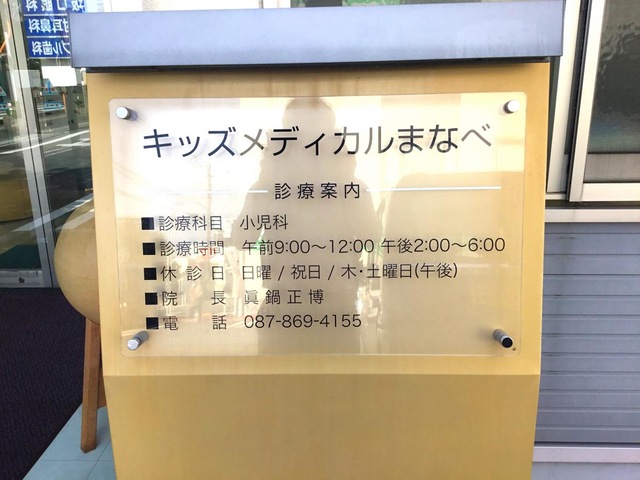 キッズメディカルまなべ
診療案内
■診療科目 小児科
■診療時間 午前9:00～12:00 午後2:00～6:00
■休診日 日曜 / 祝日 / 木・土曜日(午後)
■院長 眞鍋正博
■電話 087-869-4155